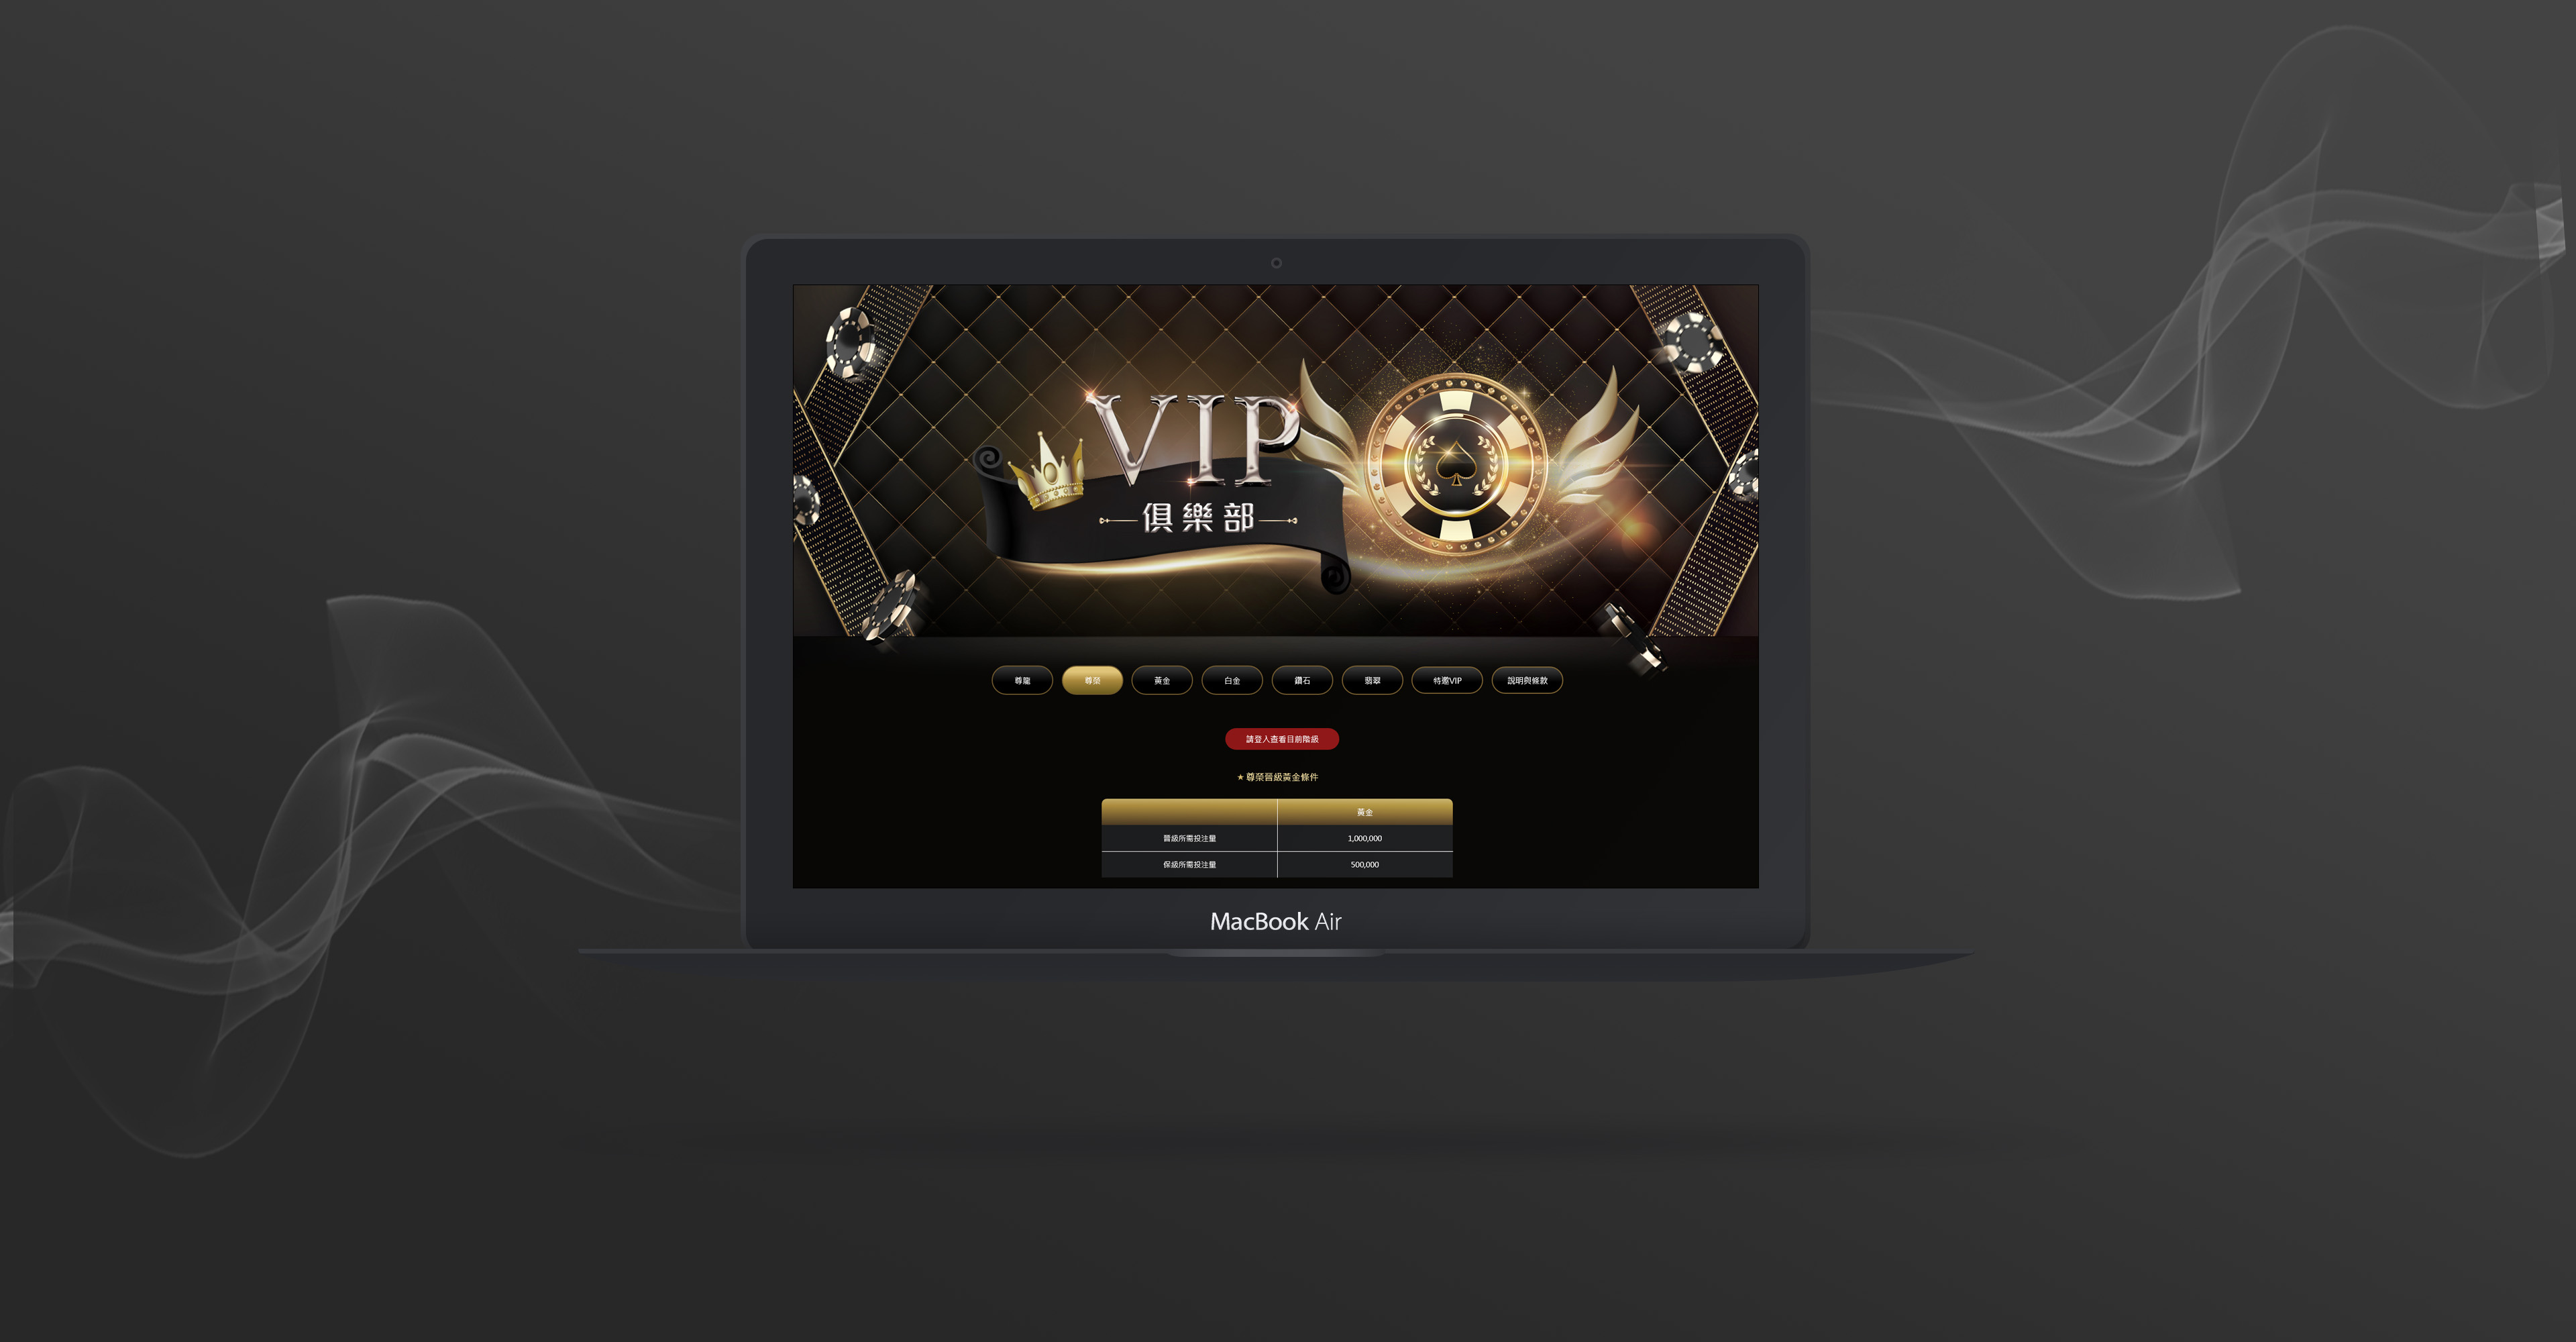 VIP
俱樂部
尊龍 尊榮 黃金 白金 鑽石 翡翠 特邀VIP 說明與條款
請登入查看目前階級
★ 尊榮晉級黃金條件
黃金
晉級所需投注量 1,000,000
保級所需投注量 500,000
MacBook Air